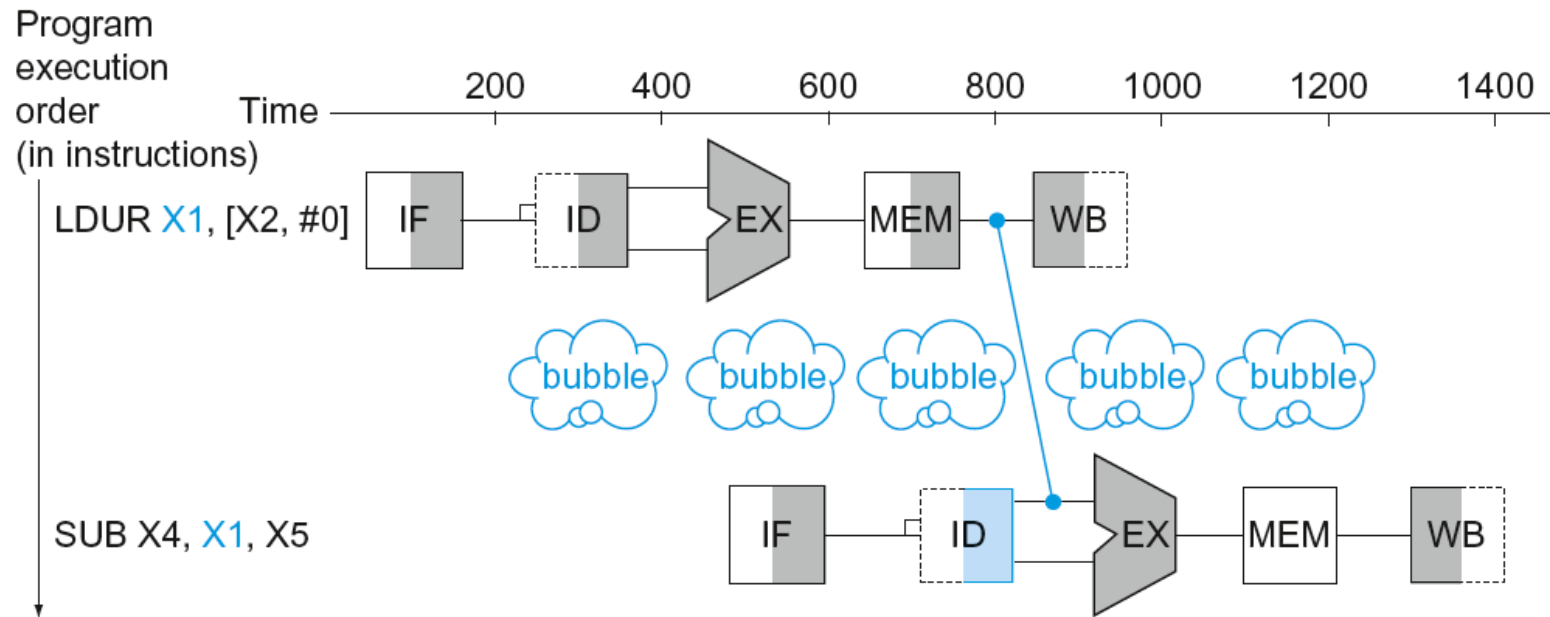 Program
execution
order
(in instructions)
Time
200 400 600 800 1000 1200 1400
LDUR X1, [X2, #0]
IF ID EX MEM WB
bubble bubble bubble bubble bubble
SUB X4, X1, X5
IF ID EX MEM WB